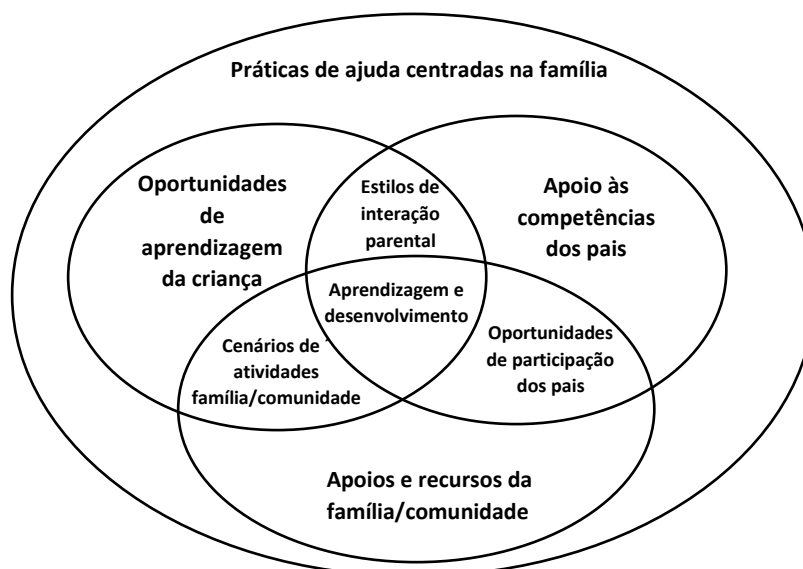 Práticas de ajuda centradas na família
Oportunidades
de
aprendizagem
da criança
Estilos de
interação
parental
Apoio às
competências
dos pais
Aprendizagem e
desenvolvimento
Cenários de
atividades
família/comunidade
Oportunidades
de participação
dos pais
Apoios e recursos da
família/comunidade